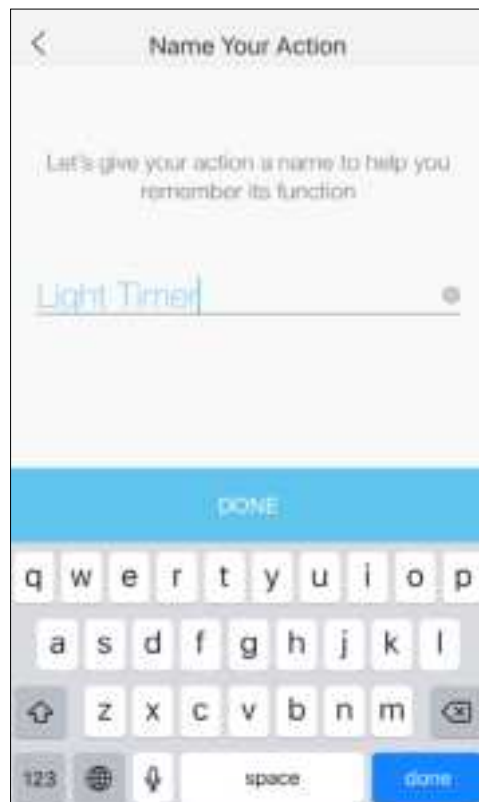 Name Your Action
Let's give your action a name to help you
remember its function
Light Timer
DONE
q w e r t y u i o p
a s d f g h j k l
z x c v b n m
123 space done